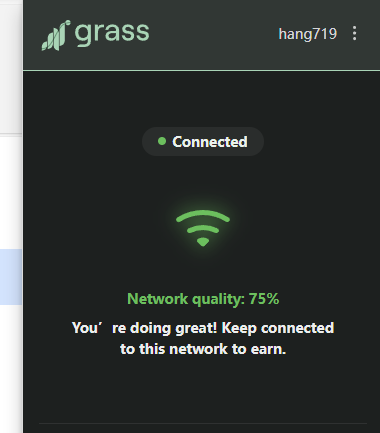 grass
hang719
Connected
Network quality: 75%
You’re doing great! Keep connected
to this network to earn.